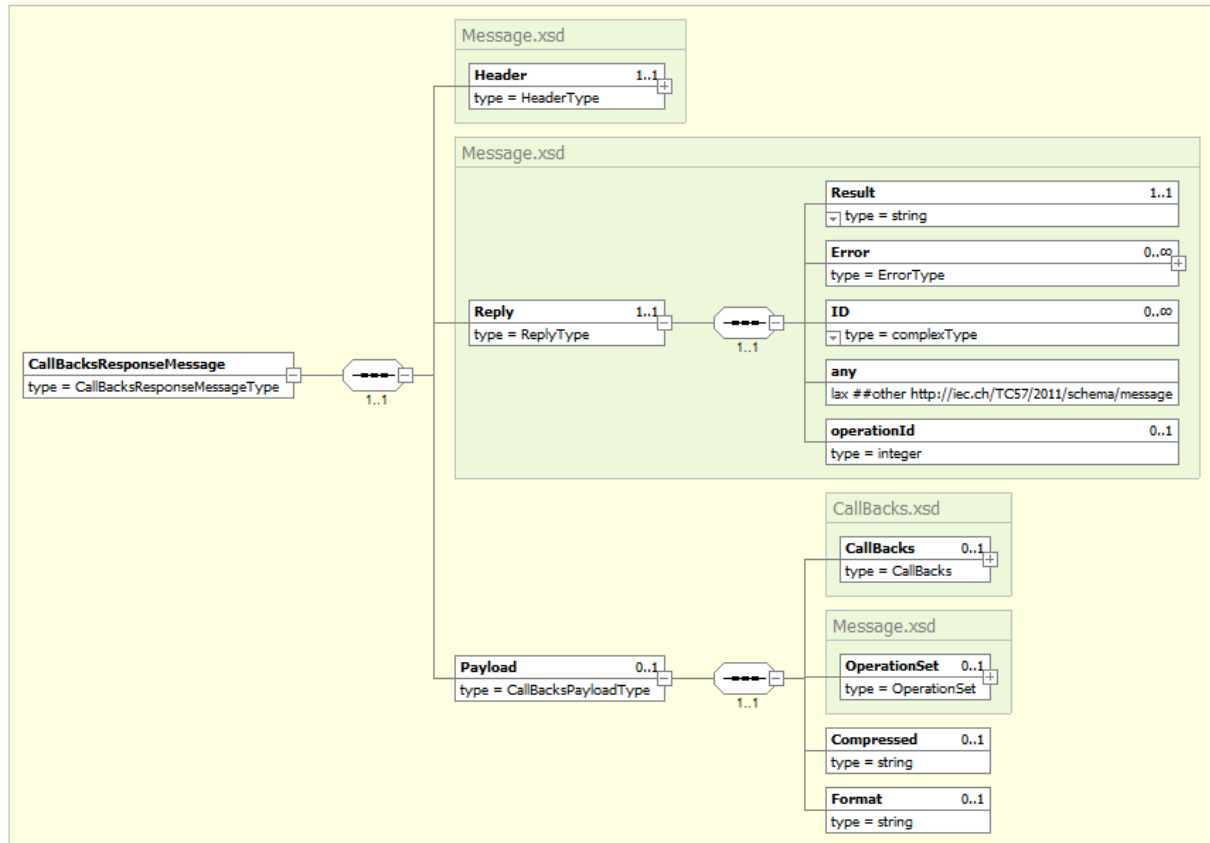 Message.xsd
Header 1..1
type = HeaderType
Message.xsd
Result 1..1
type = string
Error 0..∞
type = ErrorType
Reply 1..1
type = ReplyType
1..1
ID 0..∞
type = complexType
any
lax ##other http://iec.ch/TC57/2011/schema/message
operationId 0..1
type = integer
CallBacksResponseMessage
type = CallBacksResponseMessageType
1..1
CallBacks.xsd
CallBacks 0..1
type = CallBacks
Message.xsd
Payload 0..1
type = CallBacksPayloadType
1..1
OperationSet 0..1
type = OperationSet
Compressed 0..1
type = string
Format 0..1
type = string